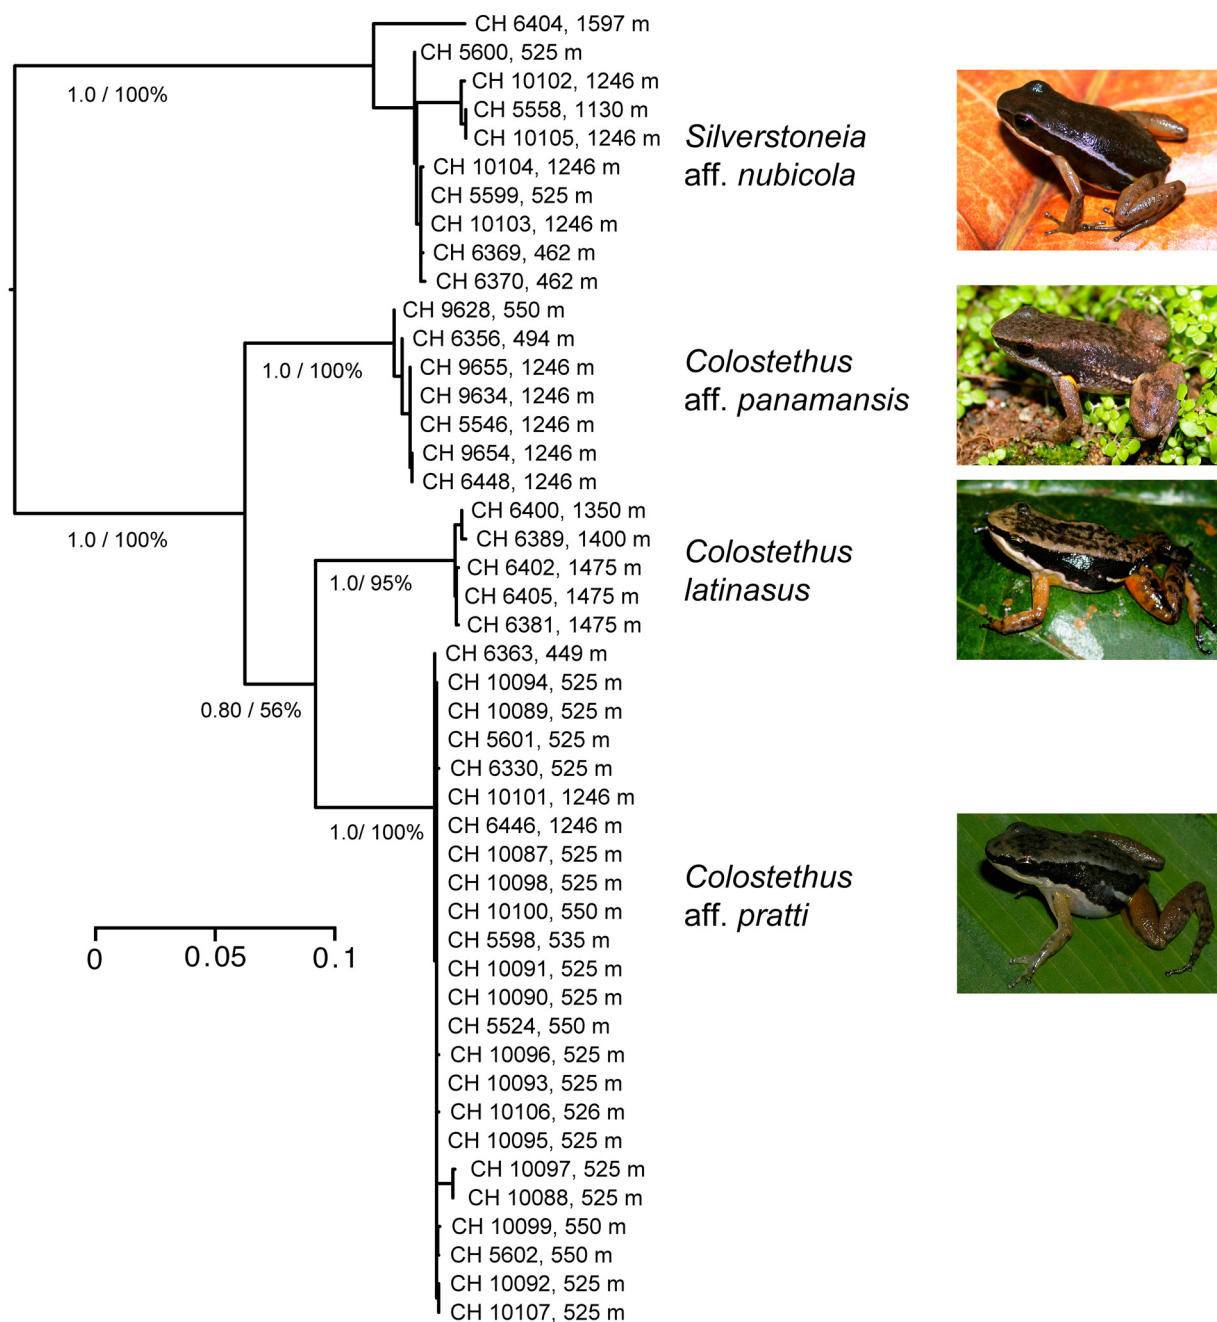 CH 6404, 1597 m
CH 5600, 525 m
CH 10102, 1246 m
1.0 / 100%
CH 5558, 1130 m
CH 10105, 1246 m
Silverstoneia
aff. nubicola
CH 10104, 1246 m
CH 5599, 525 m
CH 10103, 1246 m
CH 6369, 462 m
CH 6370, 462 m
CH 9628, 550 m
CH 6356, 494 m
1.0 / 100%
CH 9655, 1246 m
Colostethus
aff. panamansis
CH 9634, 1246 m
CH 5546, 1246 m
CH 9654, 1246 m
CH 6448, 1246 m
CH 6400, 1350 m
1.0 / 100%
CH 6389, 1400 m
Colostethus
latinasus
CH 6402, 1475 m
1.0/ 95%
CH 6405, 1475 m
CH 6381, 1475 m
CH 6363, 449 m
CH 10094, 525 m
0.80 / 56%
CH 10089, 525 m
CH 5601, 525 m
CH 6330, 525 m
CH 10101, 1246 m
CH 6446, 1246 m
1.0/ 100%
CH 10087, 525 m
CH 10098, 525 m
Colostethus
aff. pratti
CH 10100, 550 m
CH 5598, 535 m
0 0.05 0.1
CH 10091, 525 m
CH 10090, 525 m
CH 5524, 550 m
CH 10096, 525 m
CH 10093, 525 m
CH 10106, 526 m
CH 10095, 525 m
CH 10097, 525 m
CH 10088, 525 m
CH 10099, 550 m
CH 5602, 550 m
CH 10092, 525 m
CH 10107, 525 m